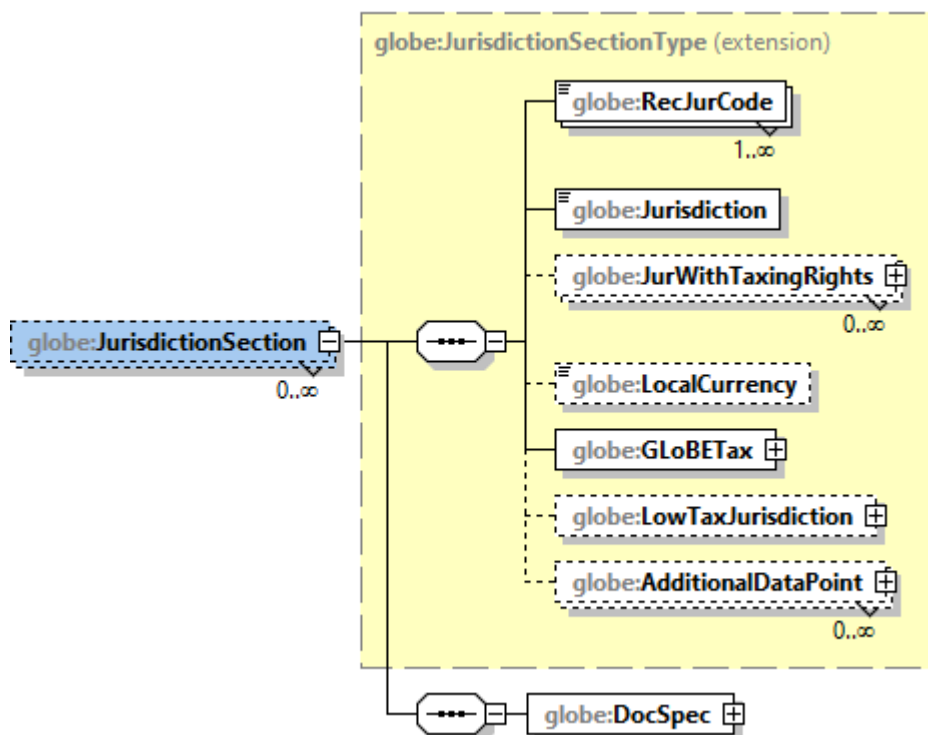 globe:JurisdictionSectionType (extension)
globe:RecJurCode
1..∞
globe:Jurisdiction
globe:JurWithTaxingRights
0..∞
globe:JurisdictionSection
0..∞
globe:LocalCurrency
globe:GLoBETax
globe:LowTaxJurisdiction
globe:AdditionalDataPoint
0..∞
globe:DocSpec